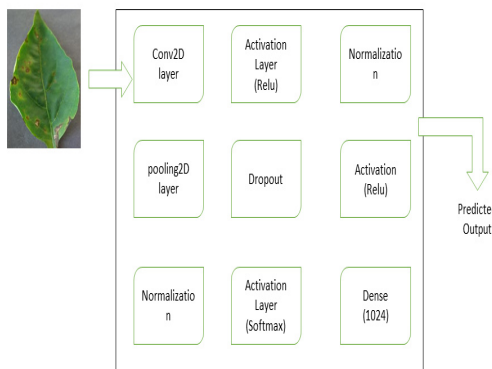 Conv2D
layer
Activation
Layer
(Relu)
Normalizatio
n
pooling2D
layer
Dropout
Activation
(Relu)
Predicte
Output
Normalizatio
n
Activation
Layer
(Softmax)
Dense
(1024)